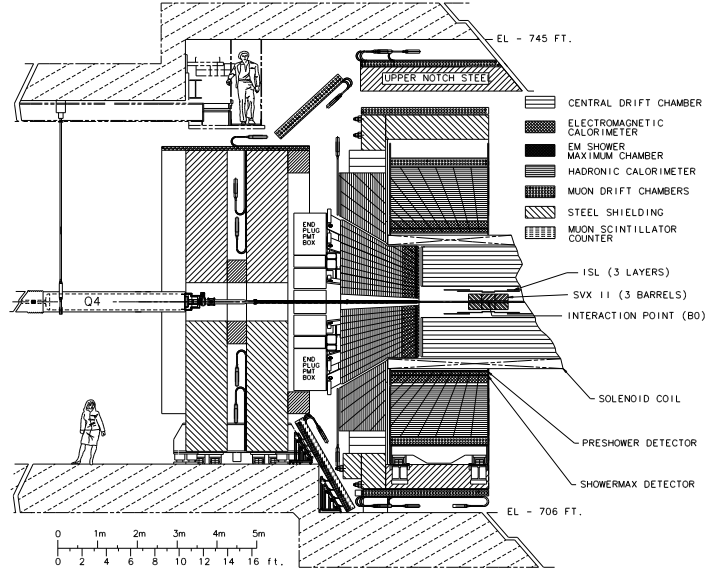 EL - 745 FT.
UPPER NOTCH STEEL
CENTRAL DRIFT CHAMBER
ELECTROMAGNETIC
CALORIMETER
EM SHOWER
MAXIMUM CHAMBER
HADRONIC CALORIMETER
MUON DRIFT CHAMBERS
STEEL SHIELDING
MUON SCINTILLATOR
COUNTER
END
PLUG
PMT
BOX
ISL (3 LAYERS)
Q4
SVX II (3 BARRELS)
INTERACTION POINT (B0)
END
PLUG
PMT
BOX
SOLENOID COIL
PRESHOWER DETECTOR
SHOWERMAX DETECTOR
EL - 706 FT.
0 1m 2m 3m 4m 5m
0 2 4 6 8 10 12 14 16 ft.